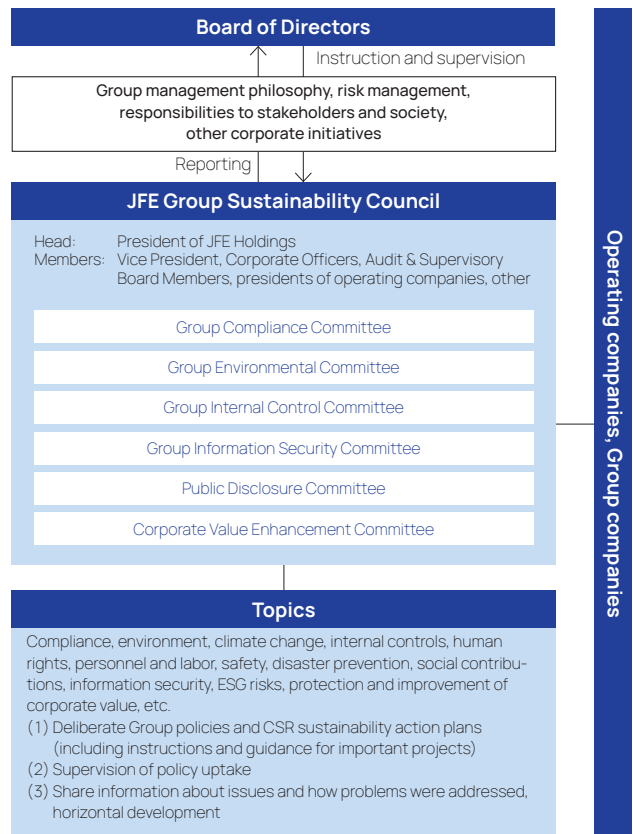 Board of Directors
Instruction and supervision
Group management philosophy, risk management,
responsibilities to stakeholders and society,
other corporate initiatives
Reporting
JFE Group Sustainability Council
Head: President of JFE Holdings
Members: Vice President, Corporate Officers, Audit & Supervisory
Board Members, presidents of operating companies, other
Group Compliance Committee
Group Environmental Committee
Group Internal Control Committee
Group Information Security Committee
Public Disclosure Committee
Corporate Value Enhancement Committee
Topics
Compliance, environment, climate change, internal controls, human
rights, personnel and labor, safety, disaster prevention, social contribu-
tions, information security, ESG risks, protection and improvement of
corporate value, etc.
(1) Deliberate Group policies and CSR sustainability action plans
(including instructions and guidance for important projects)
(2) Supervision of policy uptake
(3) Share information about issues and how problems were addressed,
horizontal development
Operating companies, Group companies